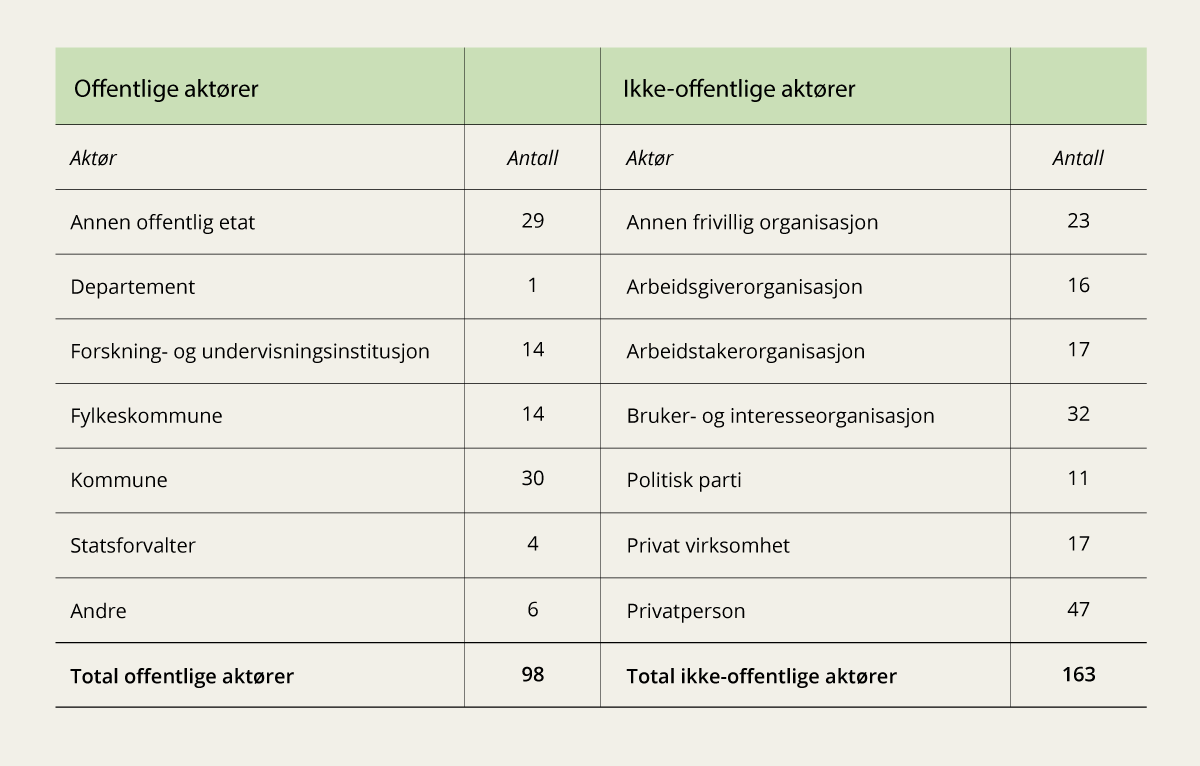 Offentlige aktører Ikke-offentlige aktører
Aktør Antall Aktør Antall
Annen offentlig etat 29 Annen frivillig organisasjon 23
Departement 1 Arbeidsgiverorganisasjon 16
Forskning- og undervisningsinstitusjon 14 Arbeidstakerorganisasjon 17
Fylkeskommune 14 Bruker- og interesseorganisasjon 32
Kommune 30 Politisk parti 11
Statsforvalter 4 Privat virksomhet 17
Andre 6 Privatperson 47
Total offentlige aktører 98 Total ikke-offentlige aktører 163